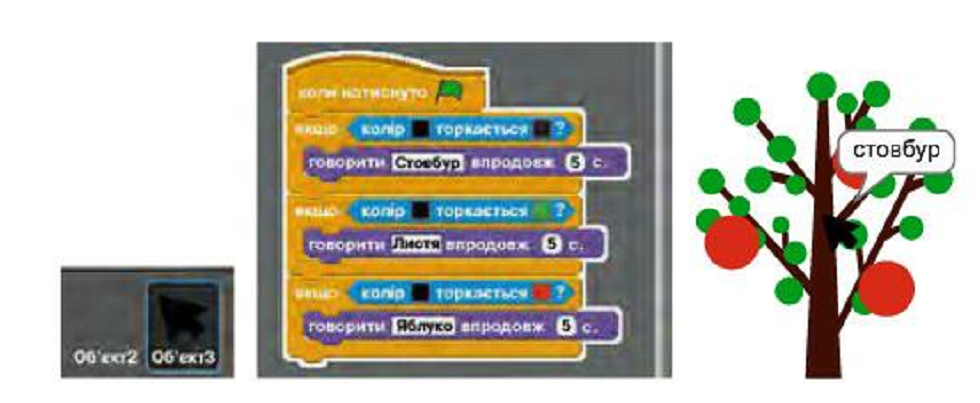 Об'єкт2 Об'єкт3
коли натиснуто
якщо колір торкається ?
говорити Стовбур впродовж 5 с.
якщо колір торкається ?
говорити Листя впродовж 5 с.
якщо колір торкається ?
говорити Яблуко впродовж 5 с.
стовбур